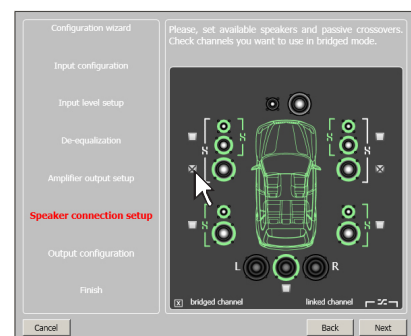 Configuration wizard
Please, set available speakers and passive crossovers.
Check channels you want to use in bridged mode.
Input configuration
Input level setup
De-equalization
Amplifier output setup
Speaker connection setup
Output configuration
Finish
L R
bridged channel linked channel
Cancel Back Next